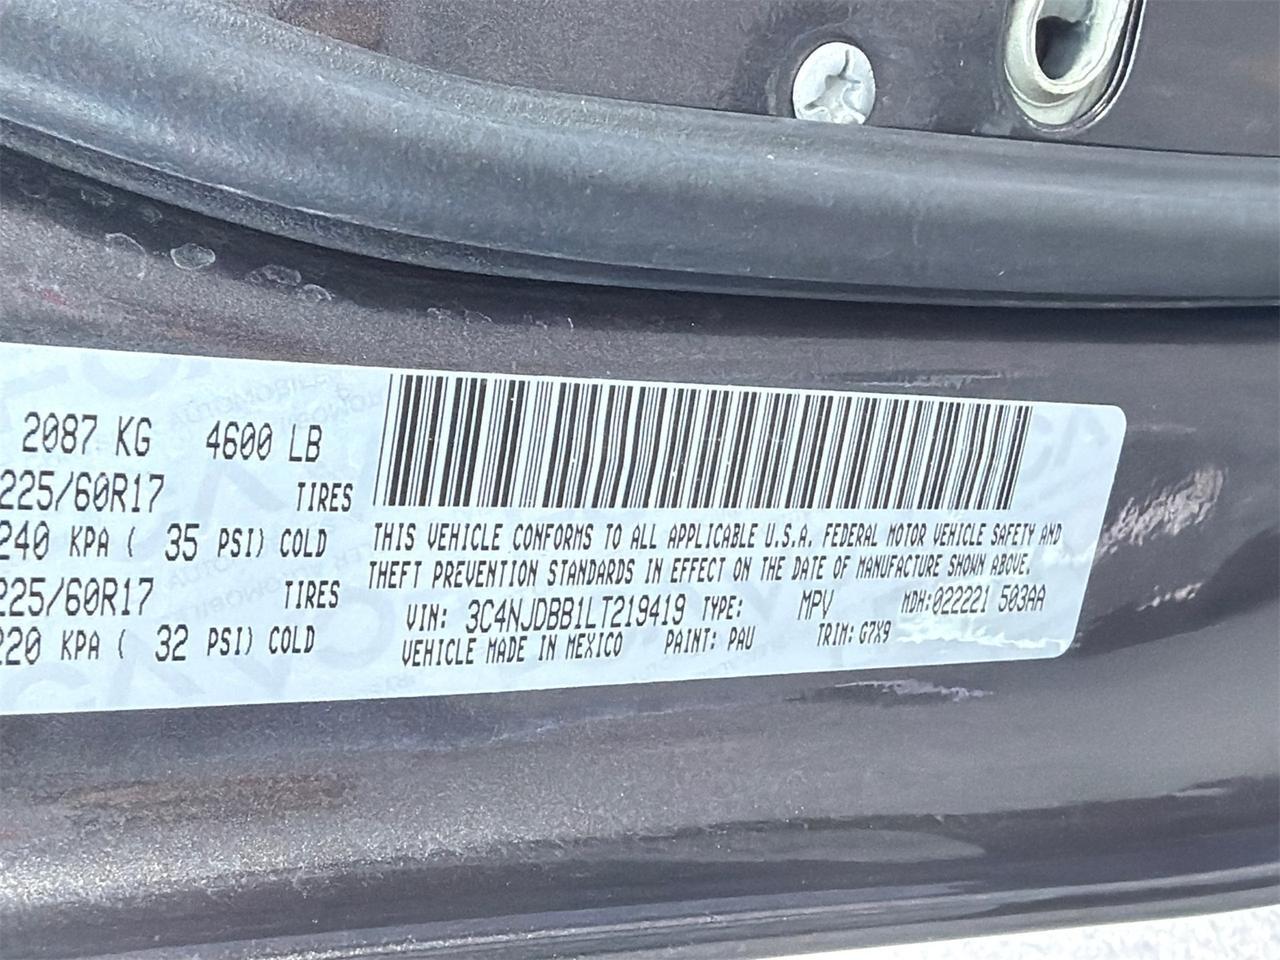 2087 KG 4600 LB
225/60R17 TIRES
240 KPA ( 35 PSI) COLD
225/60R17 TIRES
220 KPA ( 32 PSI) COLD
THIS VEHICLE CONFORMS TO ALL APPLICABLE U.S.A. FEDERAL MOTOR VEHICLE SAFETY AND
THEFT PREVENTION STANDARDS IN EFFECT ON THE DATE OF MANUFACTURE SHOWN ABOVE.
VIN: 3C4NJDBB1LT219419 TYPE: MPV MDH:022221 503AA
VEHICLE MADE IN MEXICO PAINT: PAU TRIM: G7X9